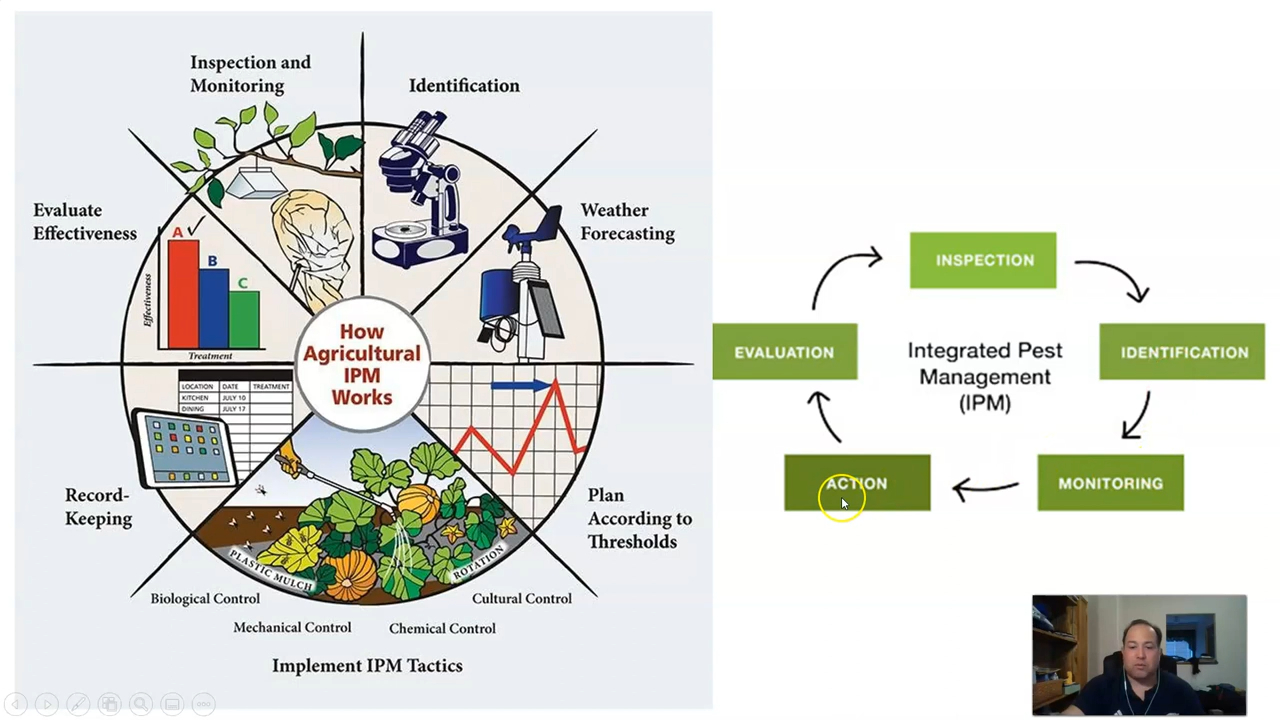 Inspection and
Monitoring
Identification
Weather
Forecasting
Plan
According to
Thresholds
Cultural Control
Chemical Control
Mechanical Control
Biological Control
Implement IPM Tactics
Record-
Keeping
Evaluate
Effectiveness
How
Agricultural
IPM
Works
A
B
C
Effectiveness
Treatment
LOCATION DATE TREATMENT
KITCHEN JULY 10
DINING JULY 17
PLASTIC MULCH
ROTATION
INSPECTION
IDENTIFICATION
MONITORING
ACTION
EVALUATION
Integrated Pest
Management
(IPM)